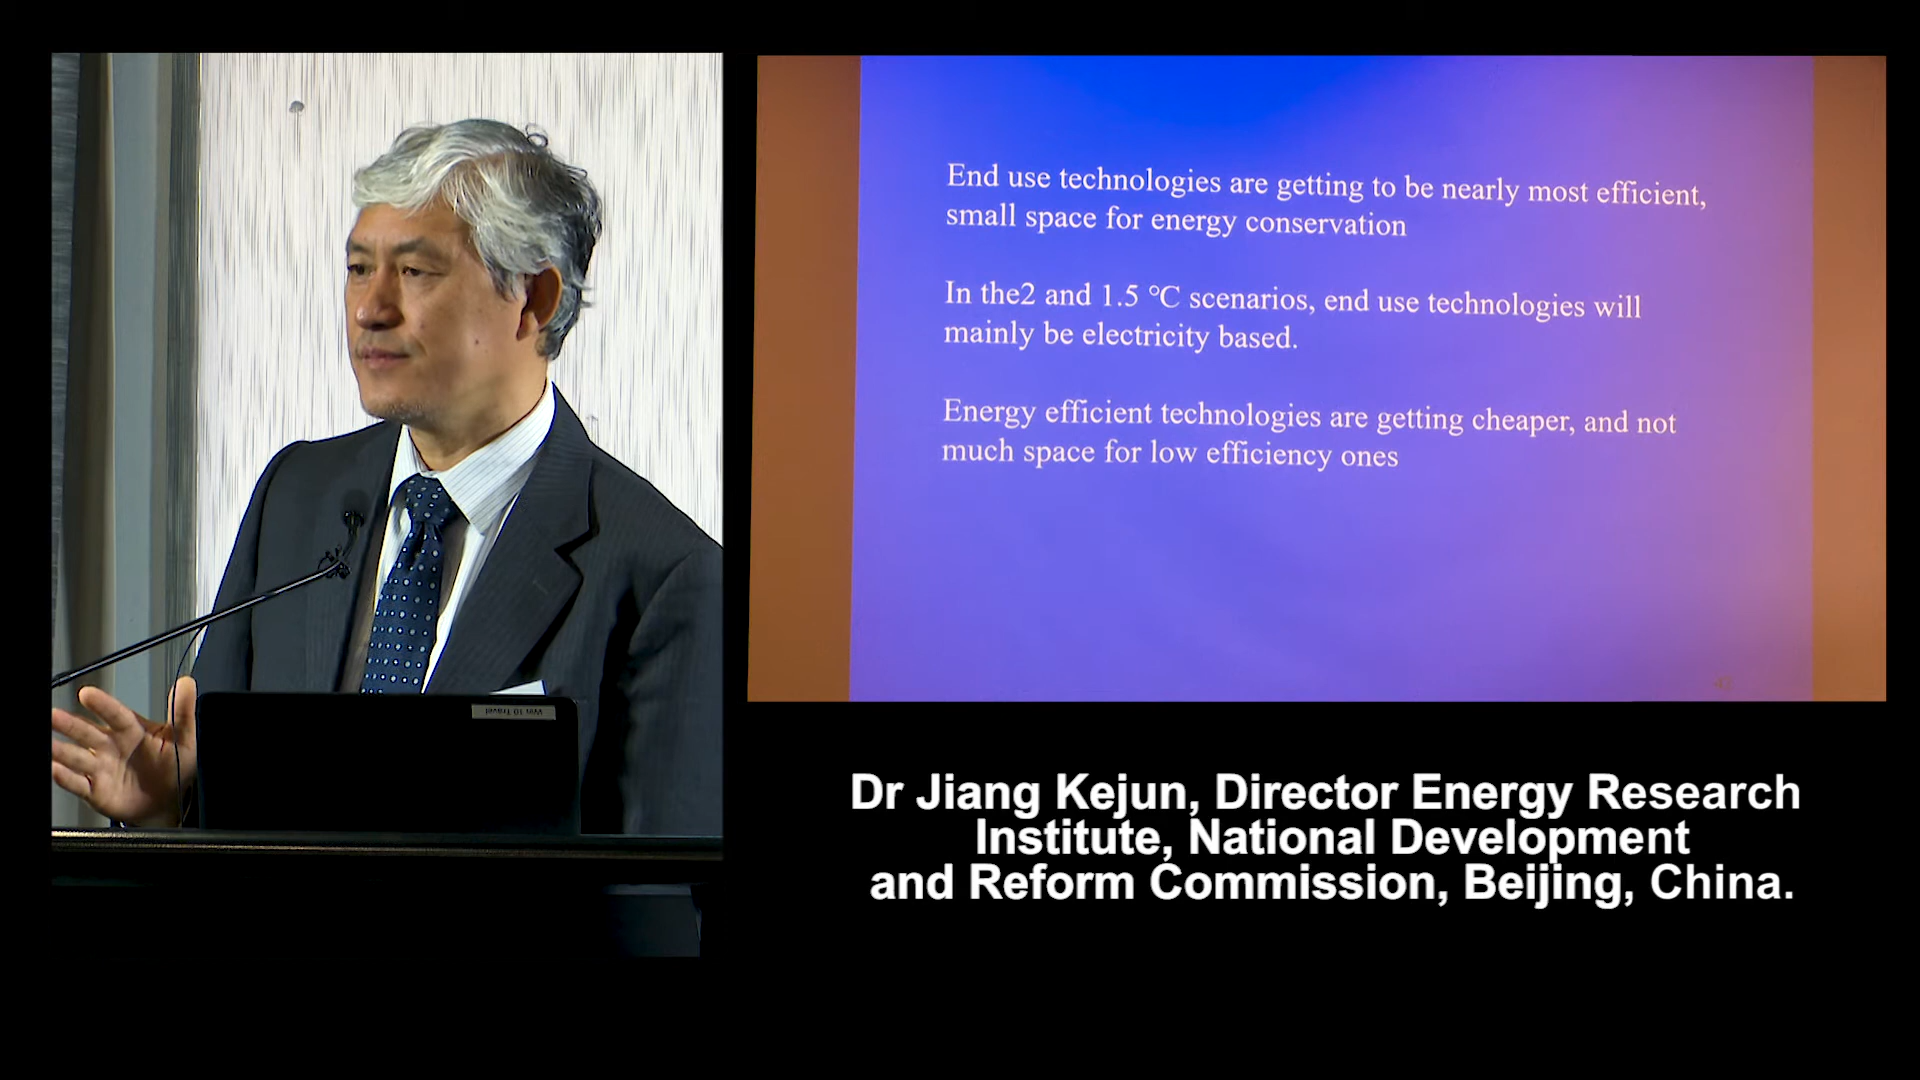 End use technologies are getting to be nearly most efficient,
small space for energy conservation
In the2 and 1.5 °C scenarios, end use technologies will
mainly be electricity based.
Energy efficient technologies are getting cheaper, and not
much space for low efficiency ones
Win 10 Travel
Dr Jiang Kejun, Director Energy Research
Institute, National Development
and Reform Commission, Beijing, China.